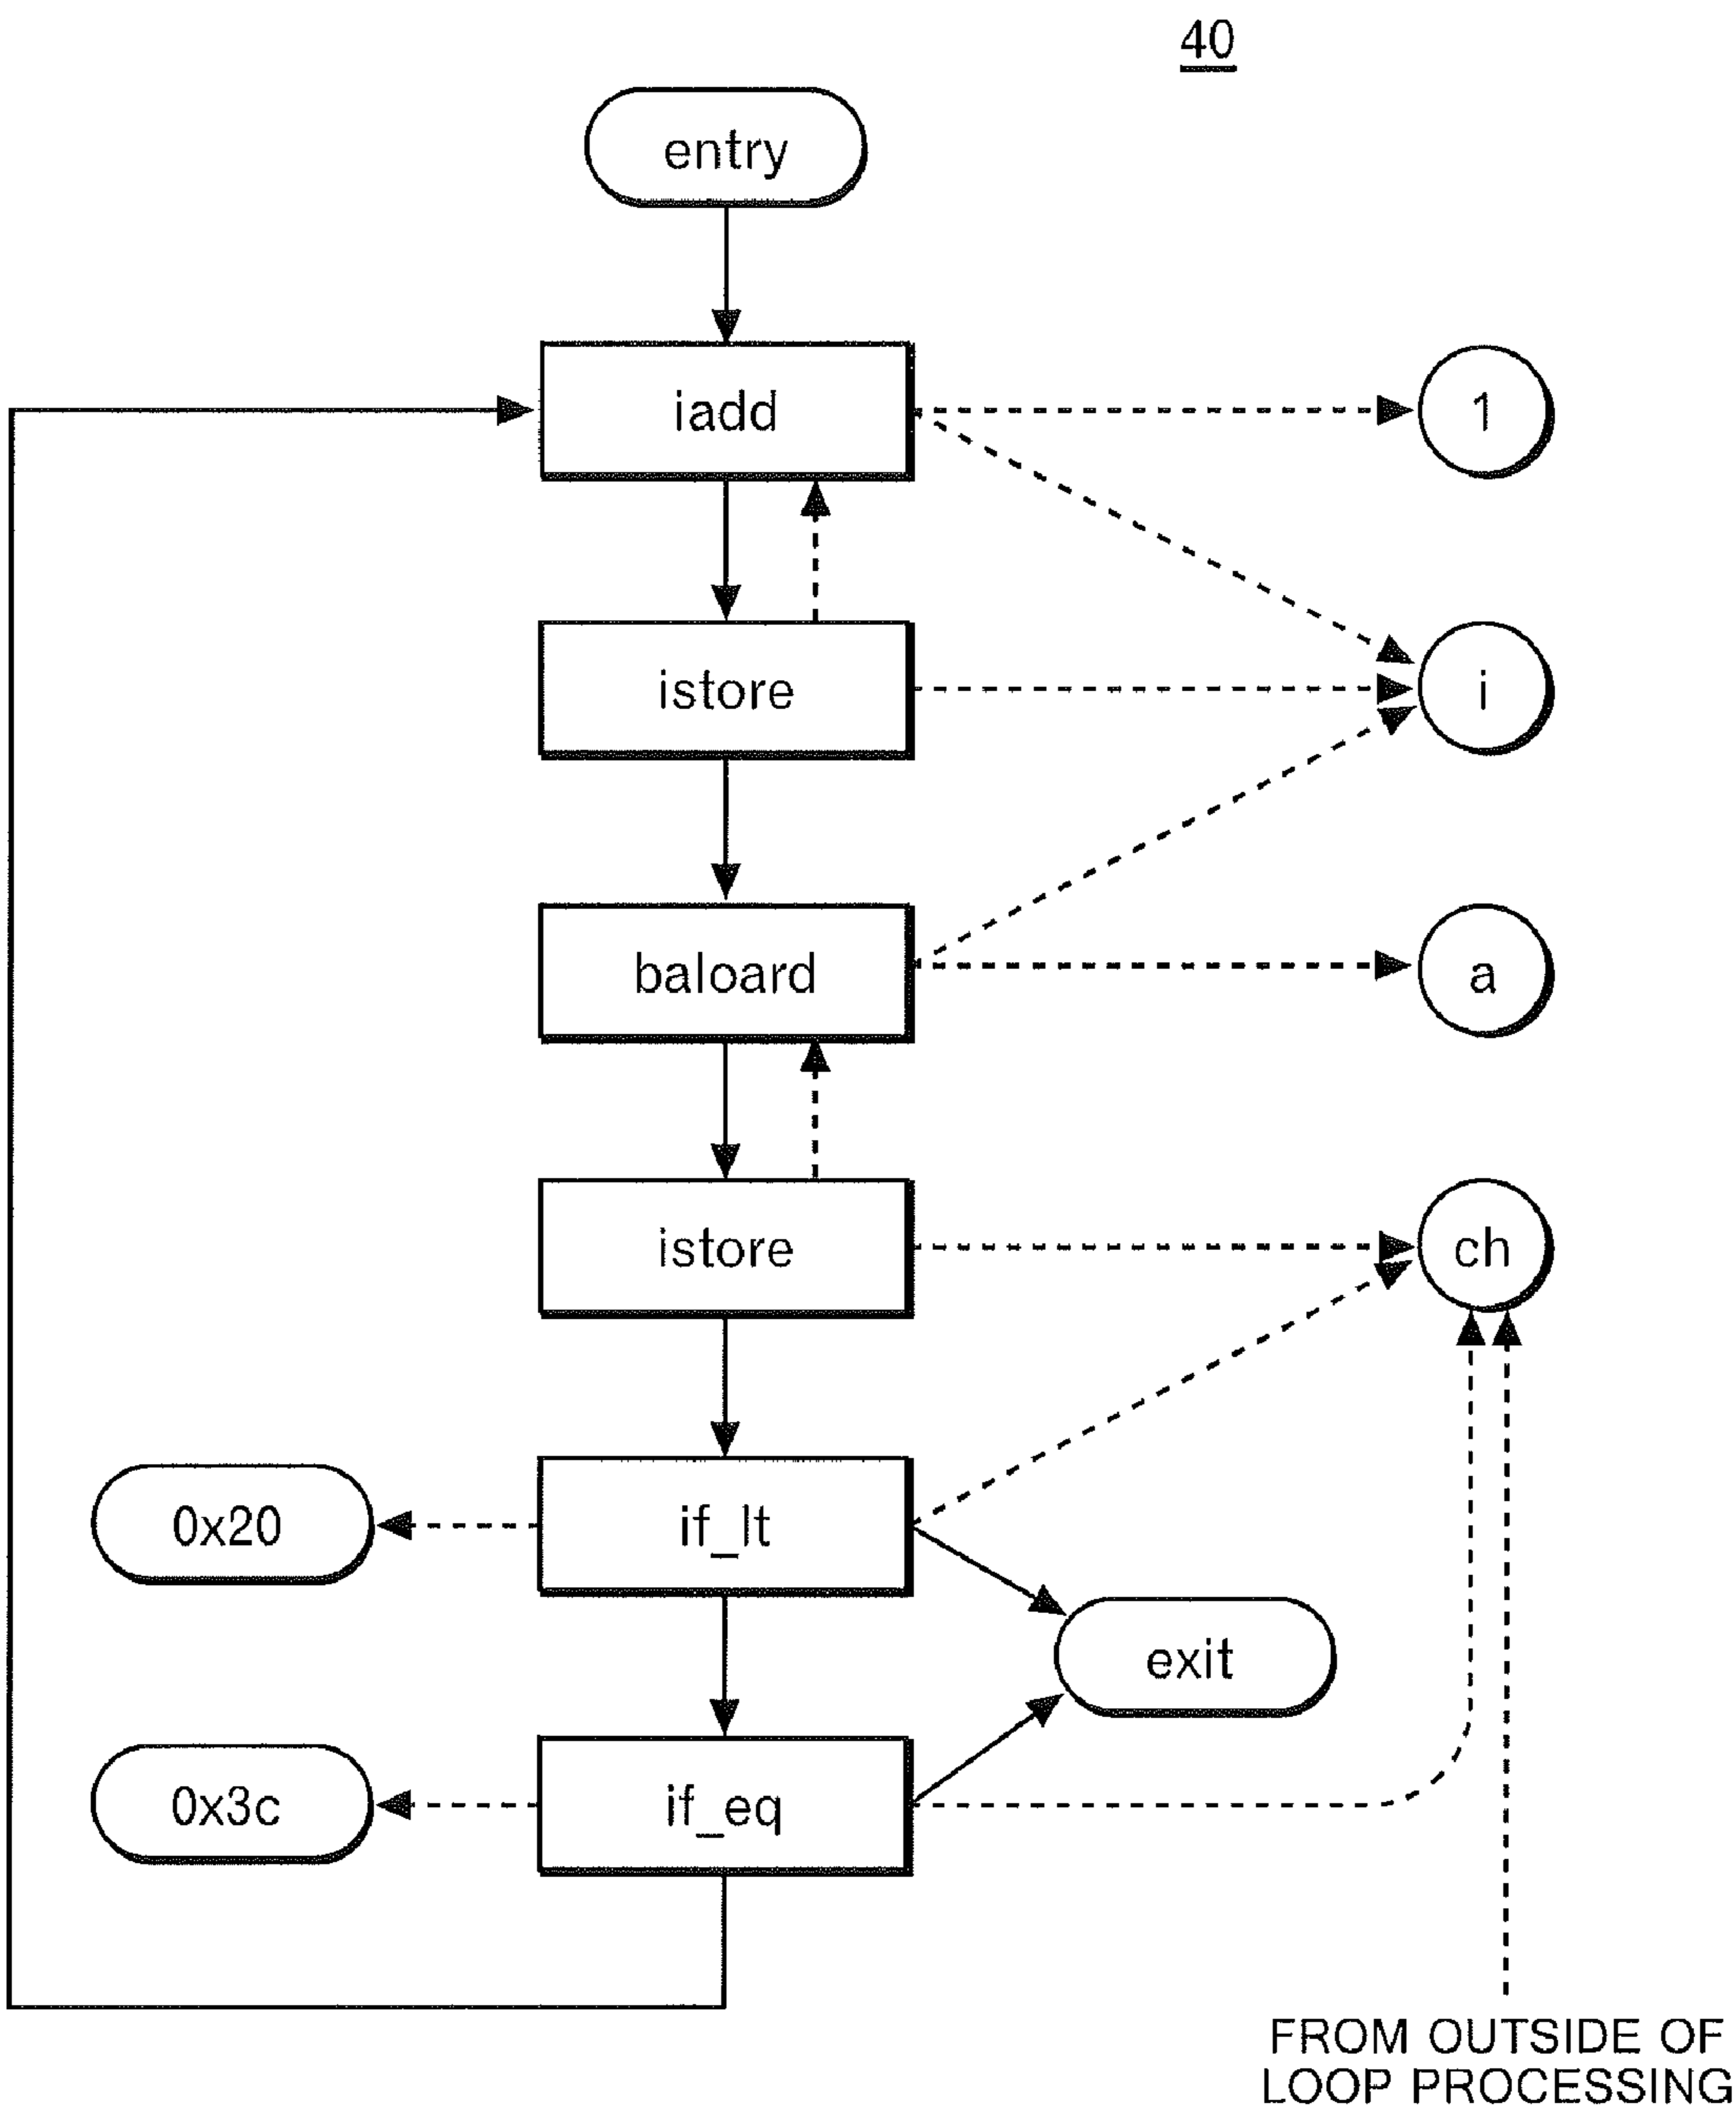 40
entry
iadd
1
istore
i
baloard
a
istore
ch
0x20
if_lt
exit
0x3c
if_eq
FROM OUTSIDE OF
LOOP PROCESSING